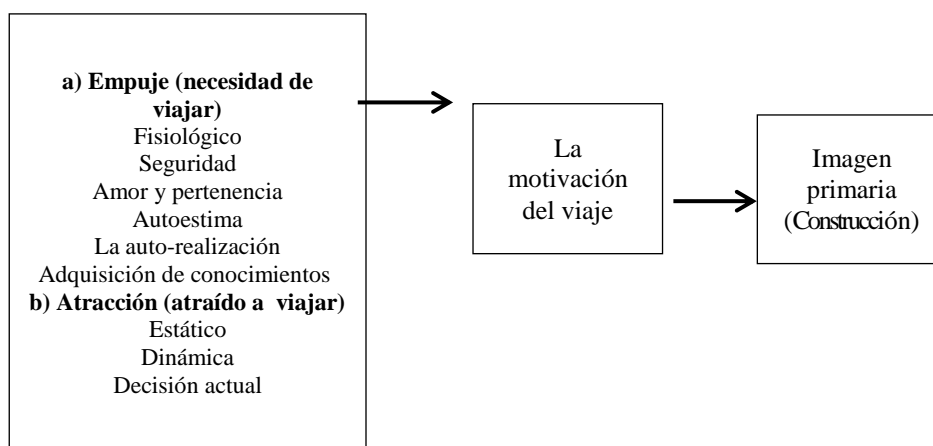 a) Empuje (necesidad de
viajar)
Fisiológico
Seguridad
Amor y pertenencia
Autoestima
La auto-realización
Adquisición de conocimientos
b) Atracción (atraído a viajar)
Estático
Dinámica
Decisión actual
La
motivación
del viaje
Imagen
primaria
(Construcción)